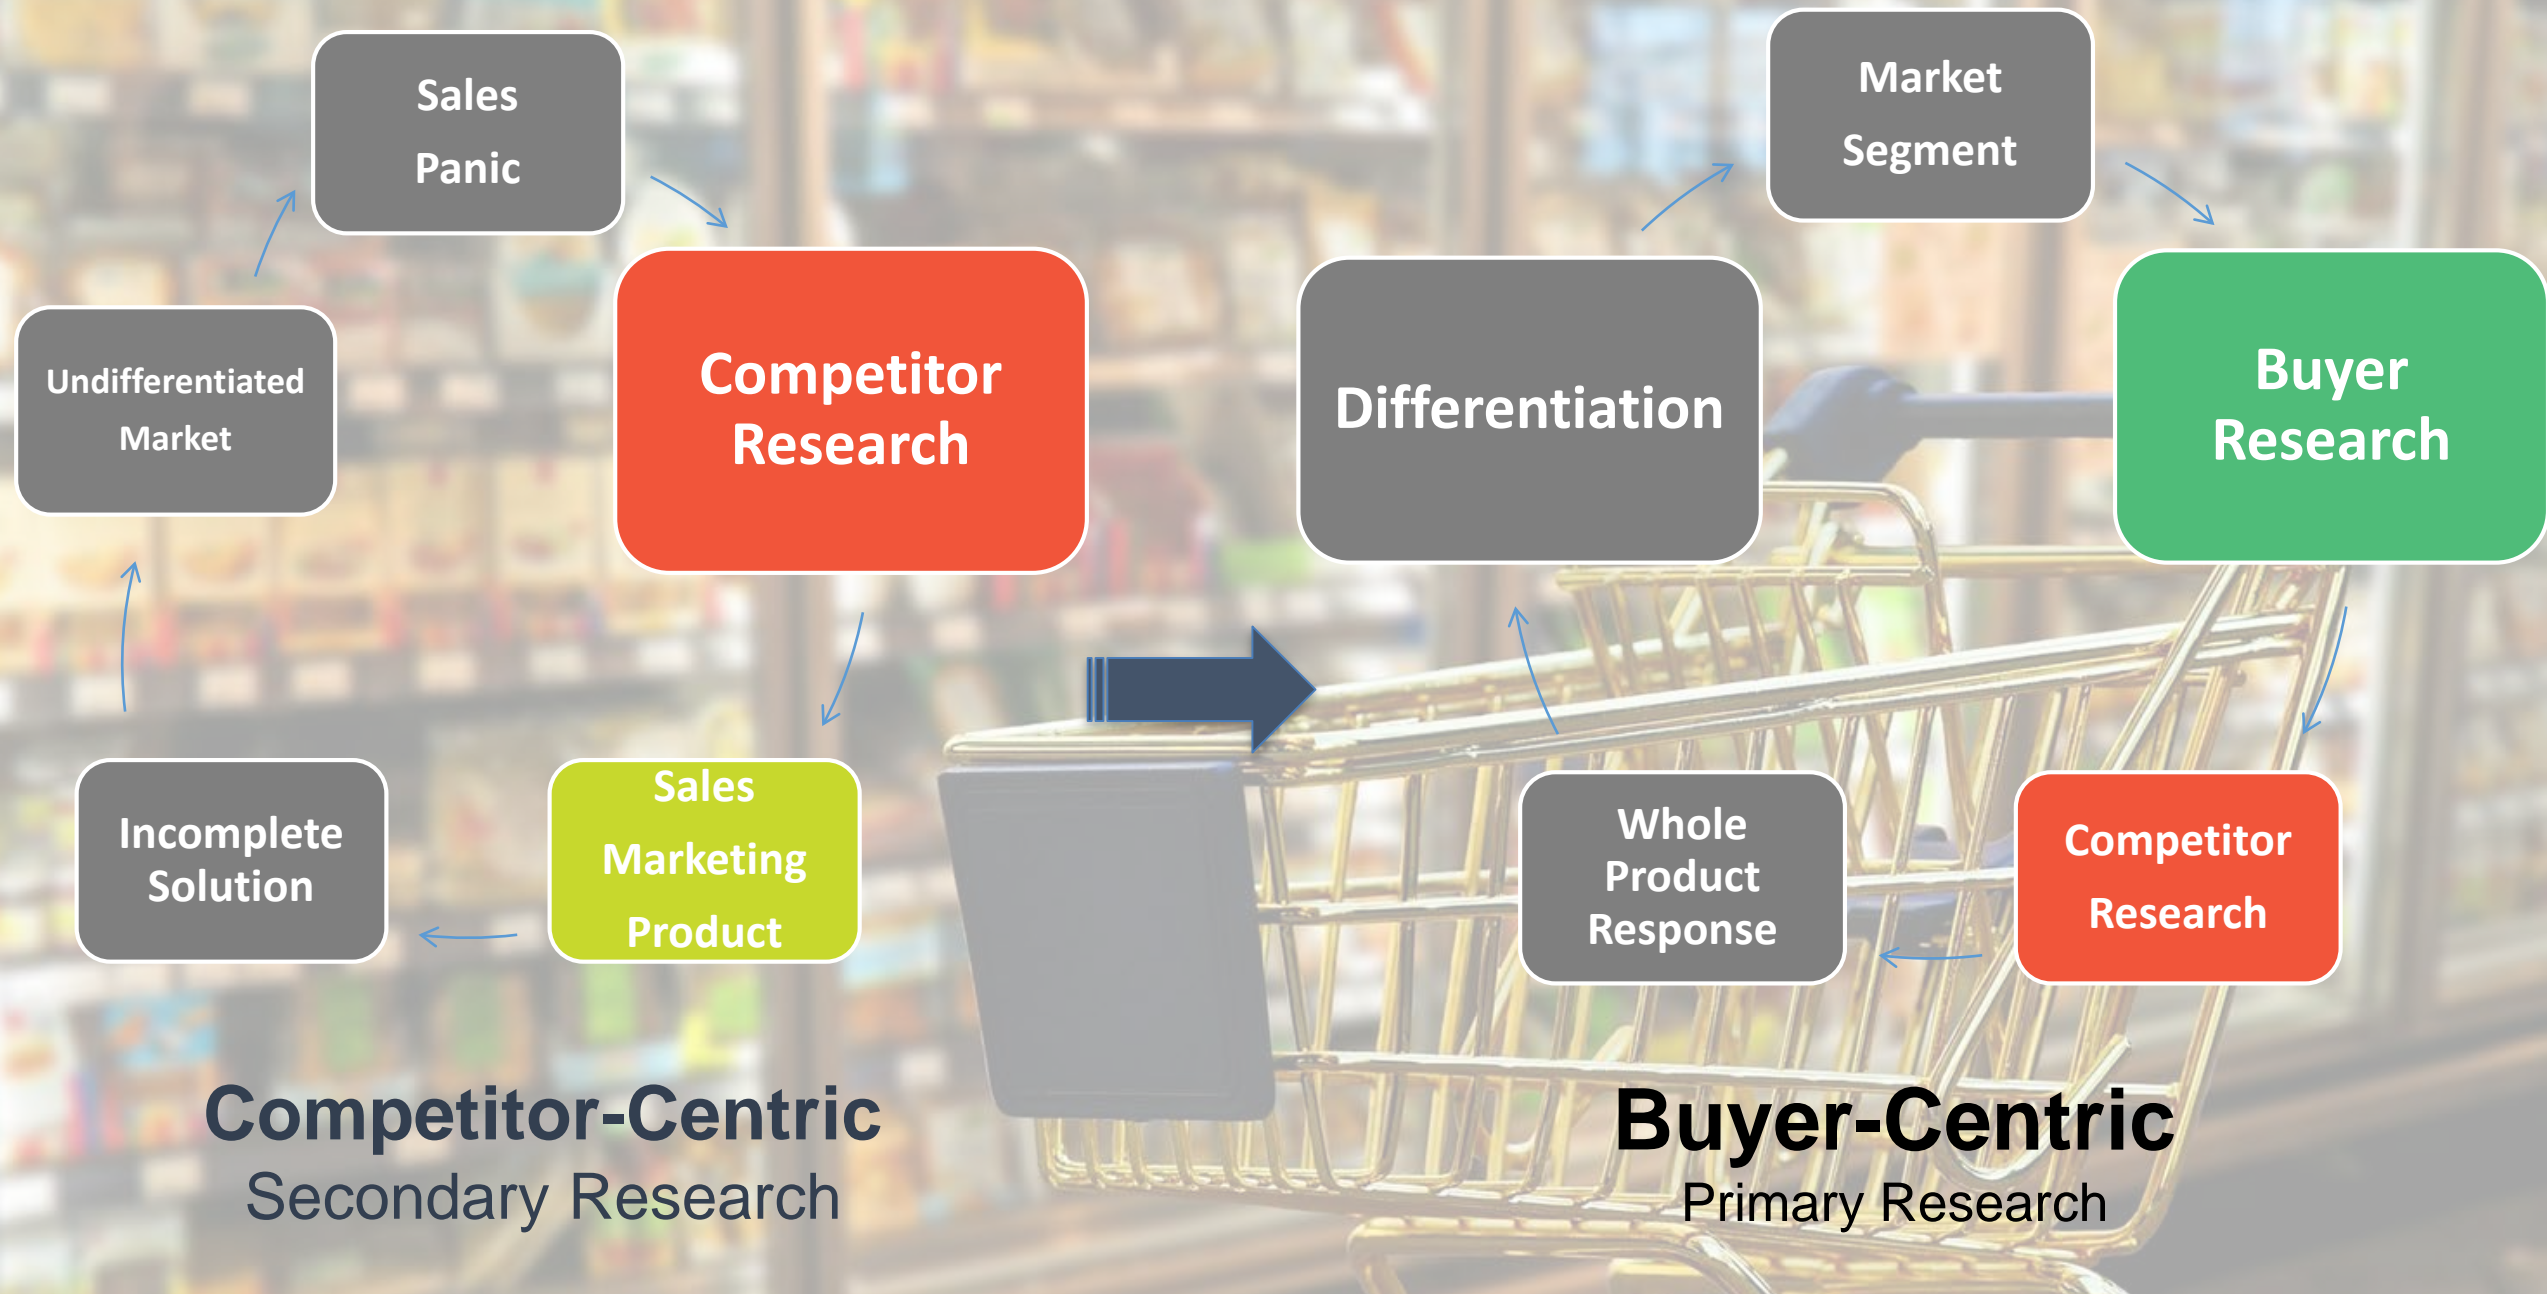 Sales
Panic
Competitor
Research
Sales
Marketing
Product
Incomplete
Solution
Undifferentiated
Market
Competitor-Centric
Secondary Research
Market
Segment
Buyer
Research
Competitor
Research
Whole
Product
Response
Differentiation
Buyer-Centric
Primary Research